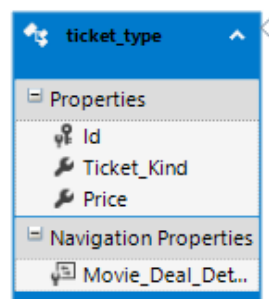 ticket_type
Properties
Id
Ticket_Kind
Price
Navigation Properties
Movie_Deal_Det...